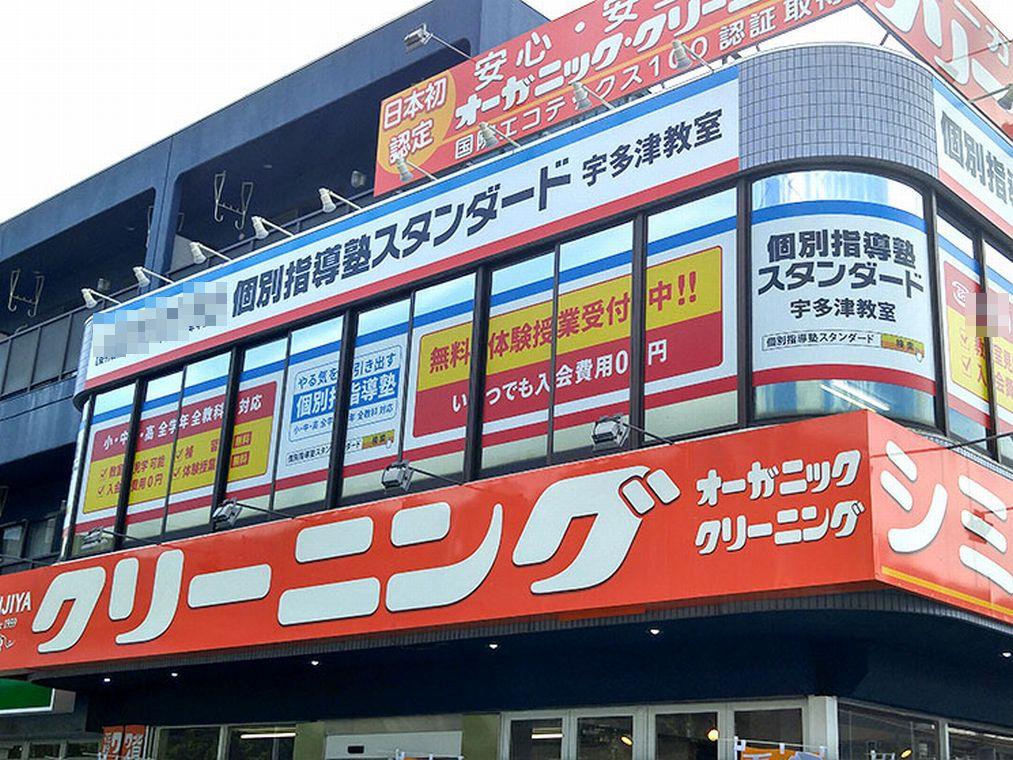 日本初
認定
安心・安
オーガニック・クリーニ
国際エコテックス100 認証取得
個別指導塾スタンダード 宇多津教室
個別指導
個別指導塾
スタンダード
宇多津教室
個別指導塾スタンダード 検索
小・中・高 全学年 全教科 対応
入会費用0円
補習
無料
体験授業
無料
やる気を引き出す
個別指導塾
小・中・高 全学年 全教科 対応
個別指導塾スタンダード 検索
無料体験授業受付中!!
いつでも入会費用0円
クリーニング
オーガニック
クリーニング
シミ